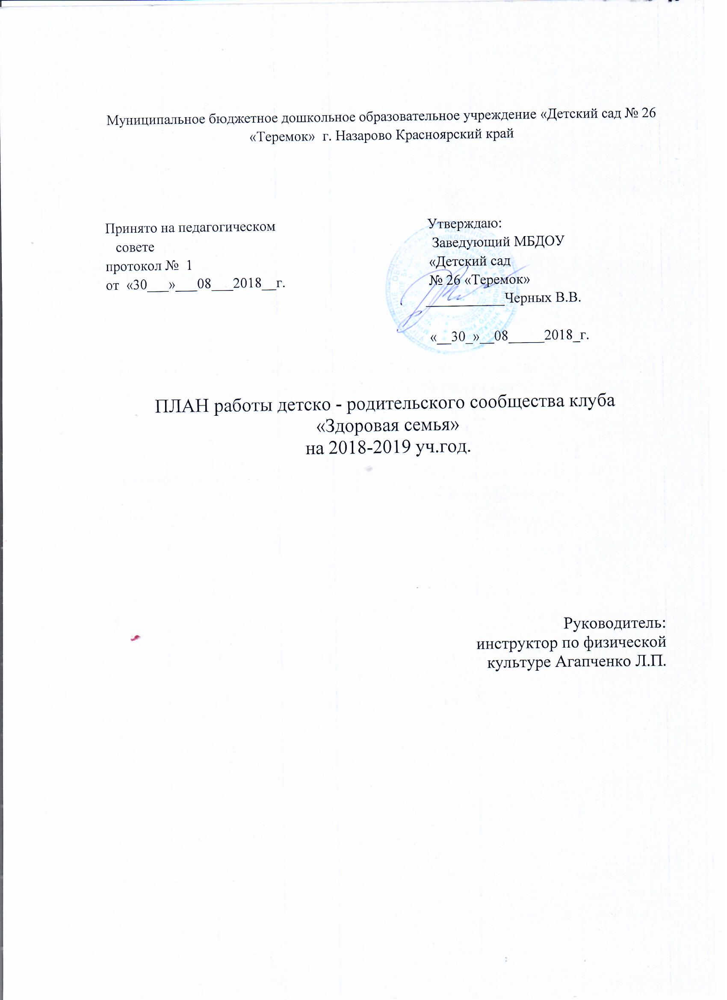 Муниципальное бюджетное дошкольное образовательное учреждение «Детский сад № 26
«Теремок» г. Назарово Красноярский край
Принято на педагогическом
совете
протокол № 1
от «30___»___08___2018__г.
Утверждаю:
Заведующий МБДОУ
«Детский сад
№ 26 «Теремок»
___________Черных В.В.
«__30_»__08_____2018_г.
ПЛАН работы детско - родительского сообщества клуба
«Здоровая семья»
на 2018-2019 уч.год.
Руководитель:
инструктор по физической
культуре Агапченко Л.П.